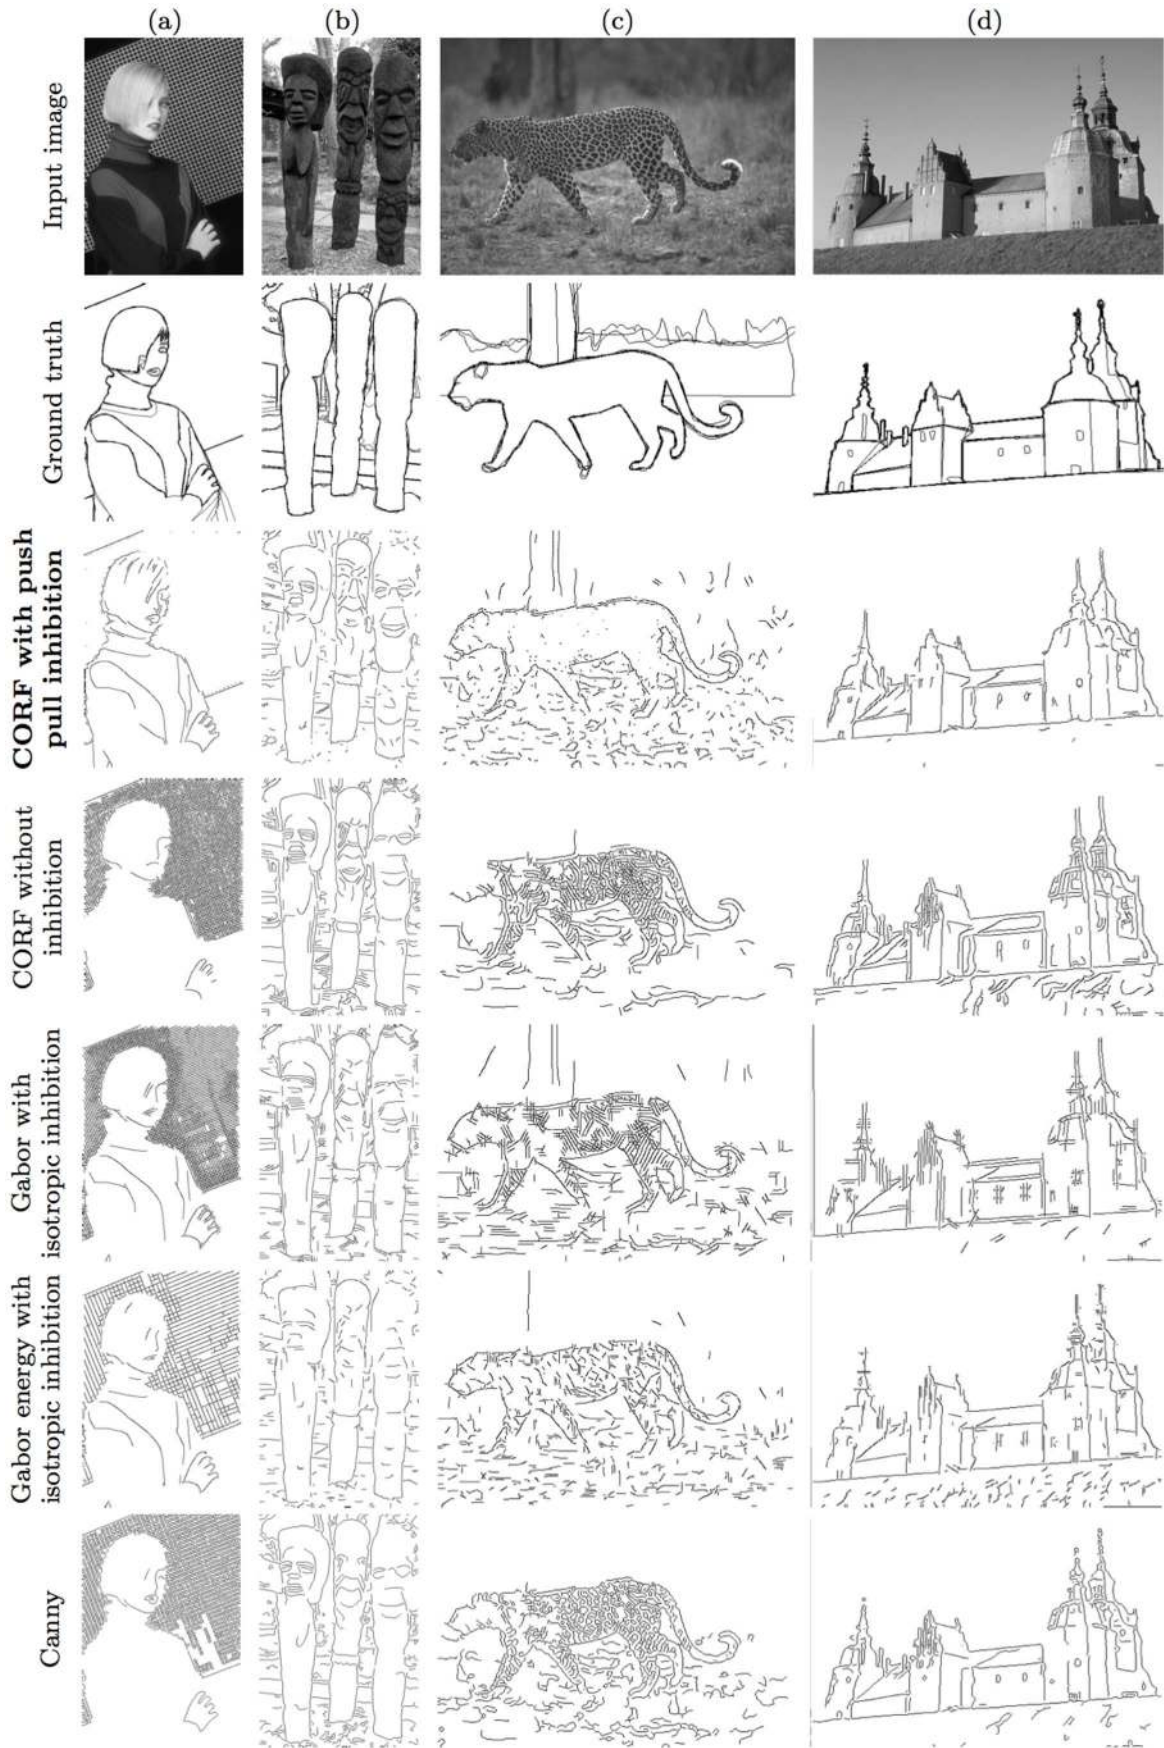 (a) (b) (c) (d)
Input image
Ground truth
CORF with push
pull inhibition
CORF without
inhibition
Gabor with
isotropic inhibition
Gabor energy with
isotropic inhibition
Canny